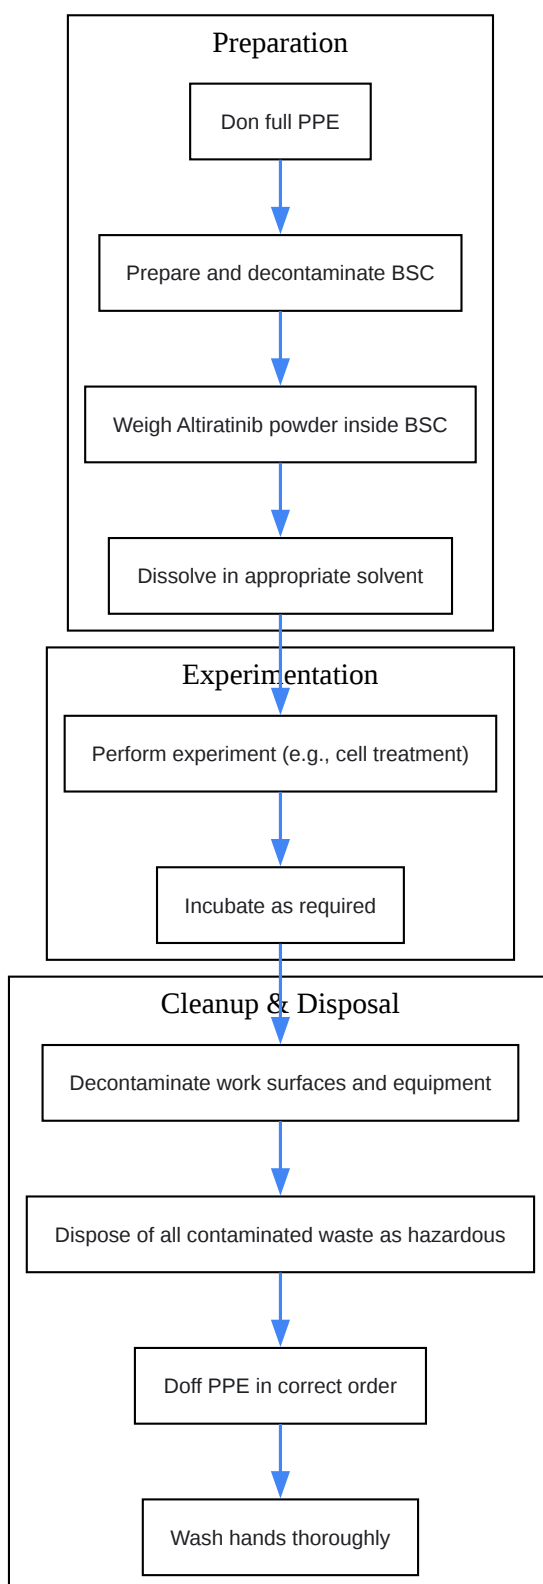 Preparation
Don full PPE
Prepare and decontaminate BSC
Weigh Altiratinib powder inside BSC
Dissolve in appropriate solvent
Experimentation
Perform experiment (e.g., cell treatment)
Incubate as required
Cleanup & Disposal
Decontaminate work surfaces and equipment
Dispose of all contaminated waste as hazardous
Doff PPE in correct order
Wash hands thoroughly